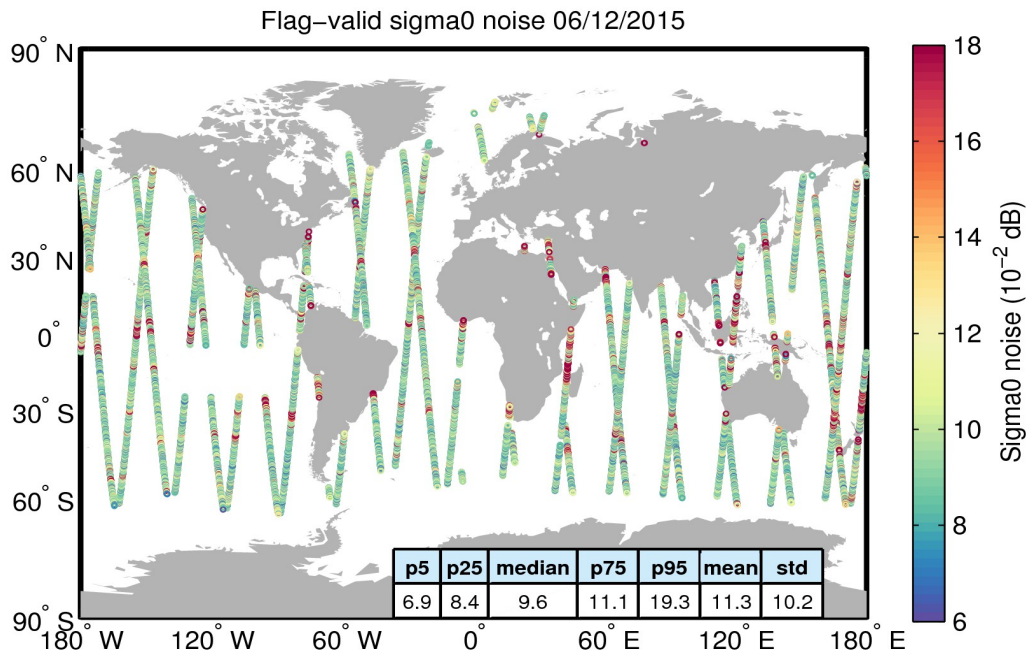 Flag−valid sigma0 noise 06/12/2015
90° N
60° N
30° N
0°
30° S
60° S
90° S
180° W
120° W
60° W
0°
60° E
120° E
180° E
p5 p25 median p75 p95 mean std
6.9 8.4 9.6 11.1 19.3 11.3 10.2
18
16
14
12
10
8
6
Sigma0 noise (10⁻² dB)